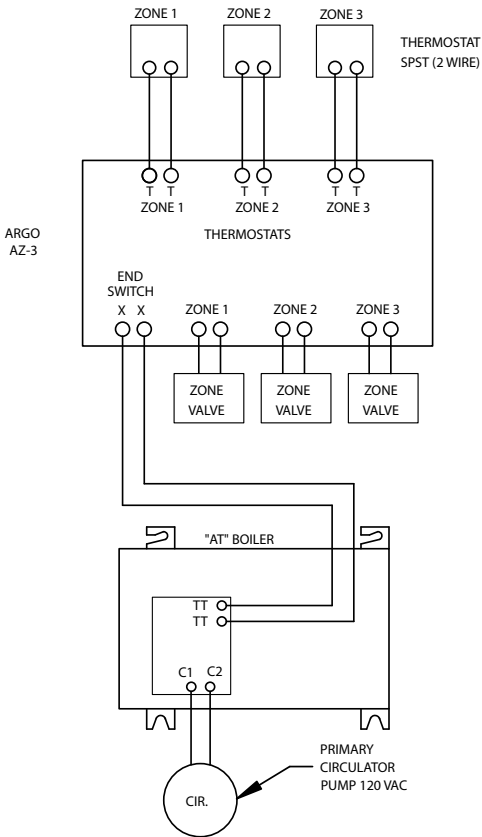 ZONE 1
ZONE 2
ZONE 3
THERMOSTAT
SPST (2 WIRE)
T T
T T
T T
ZONE 1
ZONE 2
ZONE 3
ARGO
AZ-3
THERMOSTATS
END
SWITCH
X X
ZONE 1
ZONE 2
ZONE 3
ZONE
VALVE
ZONE
VALVE
ZONE
VALVE
"AT" BOILER
TT
TT
C1 C2
CIR.
PRIMARY
CIRCULATOR
PUMP 120 VAC